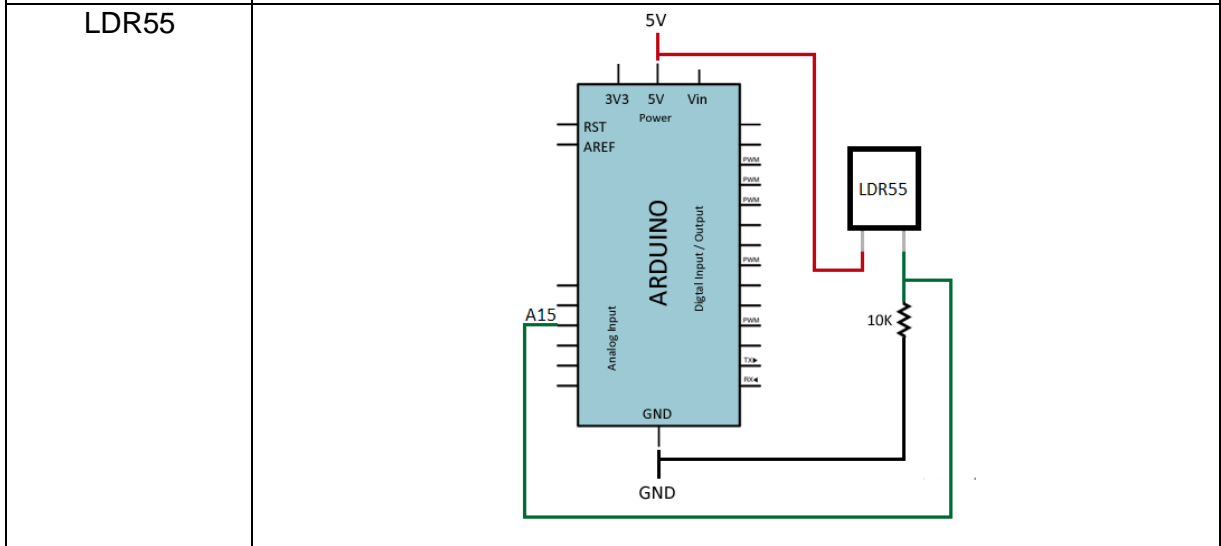 LDR55
5V
3V3 5V Vin
Power
RST
AREF
PWM
PWM
PWM
LDR55
ARDUINO
Digtal Input / Output
PWM
A15
Analog Input
10K
PWM
TX▶
RX◀
GND
GND